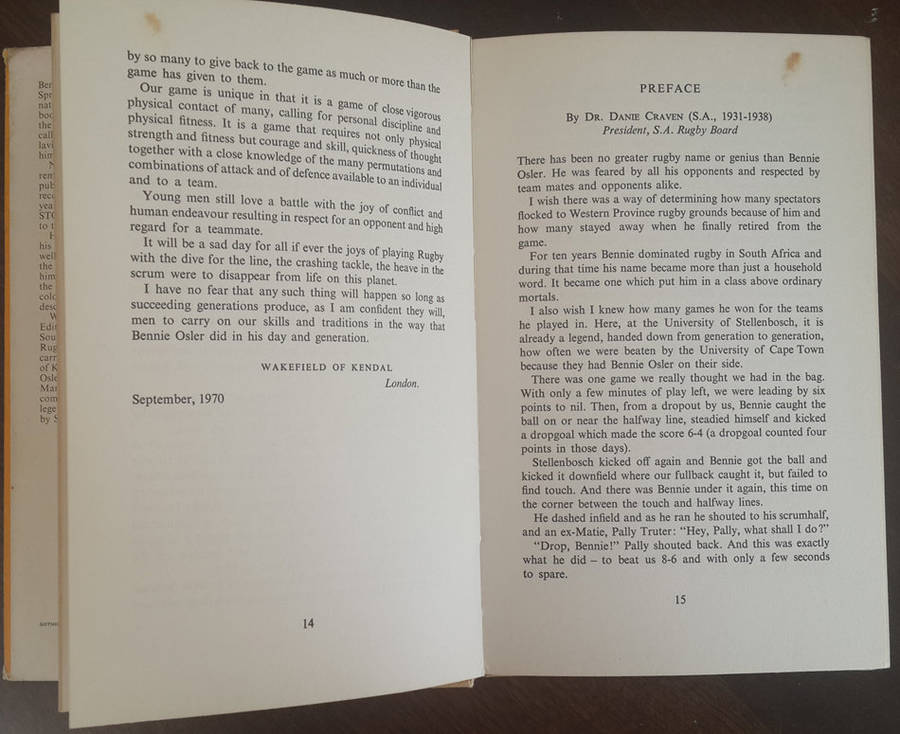 by so many to give back to the game as much or more than the
game has given to them.
Our game is unique in that it is a game of close vigorous
physical contact of many, calling for personal discipline and
physical fitness. It is a game that requires not only physical
strength and fitness but courage and skill, quickness of thought
together with a close knowledge of the many permutations and
combinations of attack and of defence available to an individual
and to a team.
Young men still love a battle with the joy of conflict and
human endeavour resulting in respect for an opponent and high
regard for a teammate.
It will be a sad day for all if ever the joys of playing Rugby
with the dive for the line, the crashing tackle, the heave in the
scrum were to disappear from life on this planet.
I have no fear that any such thing will happen so long as
succeeding generations produce, as I am confident they will,
men to carry on our skills and traditions in the way that
Bennie Osler did in his day and generation.
WAKEFIELD OF KENDAL
London.
September, 1970
14
PREFACE
By DR. DANIE CRAVEN (S.A., 1931-1938)
President, S.A. Rugby Board
There has been no greater rugby name or genius than Bennie
Osler. He was feared by all his opponents and respected by
team mates and opponents alike.
I wish there was a way of determining how many spectators
flocked to Western Province rugby grounds because of him and
how many stayed away when he finally retired from the
game.
For ten years Bennie dominated rugby in South Africa and
during that time his name became more than just a household
word. It became one which put him in a class above ordinary
mortals.
I also wish I knew how many games he won for the teams
he played in. Here, at the University of Stellenbosch, it is
already a legend, handed down from generation to generation,
how often we were beaten by the University of Cape Town
because they had Bennie Osler on their side.
There was one game we really thought we had in the bag.
With only a few minutes of play left, we were leading by six
points to nil. Then, from a dropout by us, Bennie caught the
ball on or near the halfway line, steadied himself and kicked
a dropgoal which made the score 6-4 (a dropgoal counted four
points in those days).
Stellenbosch kicked off again and Bennie got the ball and
kicked it downfield where our fullback caught it, but failed to
find touch. And there was Bennie under it again, this time on
the corner between the touch and halfway lines.
He dashed infield and as he ran he shouted to his scrumhalf,
and an ex-Matie, Pally Truter: "Hey, Pally, what shall I do?"
"Drop, Bennie!" Pally shouted back. And this was exactly
what he did – to beat us 8-6 and with only a few seconds
to spare.
15